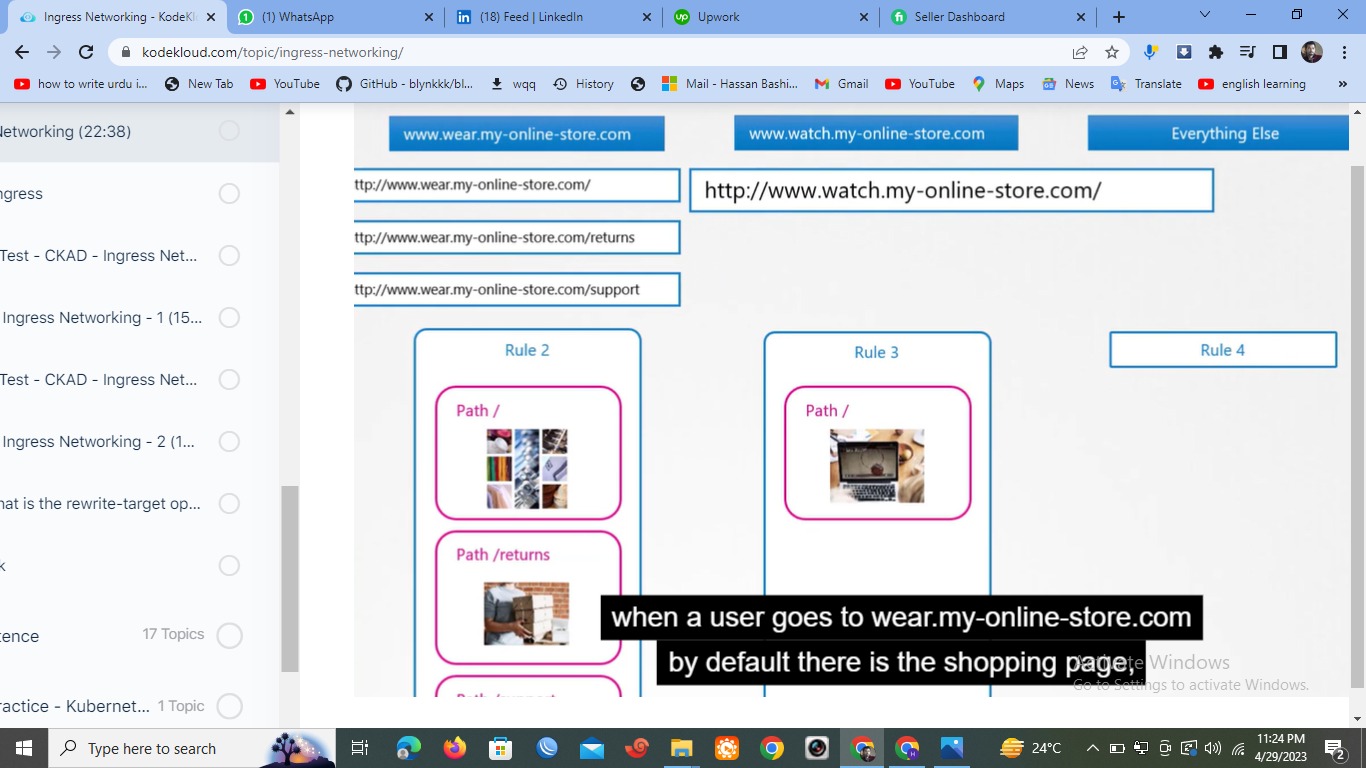 Ingress Networking - KodeKl
(1) WhatsApp
(18) Feed | LinkedIn
Upwork
Seller Dashboard
kodekloud.com/topic/ingress-networking/
how to write urdu i...
New Tab
YouTube
GitHub - blynkkk/bl...
wqq
History
Mail - Hassan Bashi...
Gmail
YouTube
Maps
News
Translate
english learning
etworking (22:38)
ngress
Test - CKAD - Ingress Net...
Ingress Networking - 1 (15...
Test - CKAD - Ingress Net...
Ingress Networking - 2 (1...
hat is the rewrite-target op...
k
tence
17 Topics
ractice - Kubernet...
1 Topic
www.wear.my-online-store.com
www.watch.my-online-store.com
Everything Else
ttp://www.wear.my-online-store.com/
http://www.watch.my-online-store.com/
ttp://www.wear.my-online-store.com/returns
ttp://www.wear.my-online-store.com/support
Rule 2
Rule 3
Rule 4
Path /
Path /
Path /returns
Path /support
when a user goes to wear.my-online-store.com
by default there is the shopping page,
Activate Windows
Go to Settings to activate Windows.
Type here to search
24°C
11:24 PM
4/29/2023
2